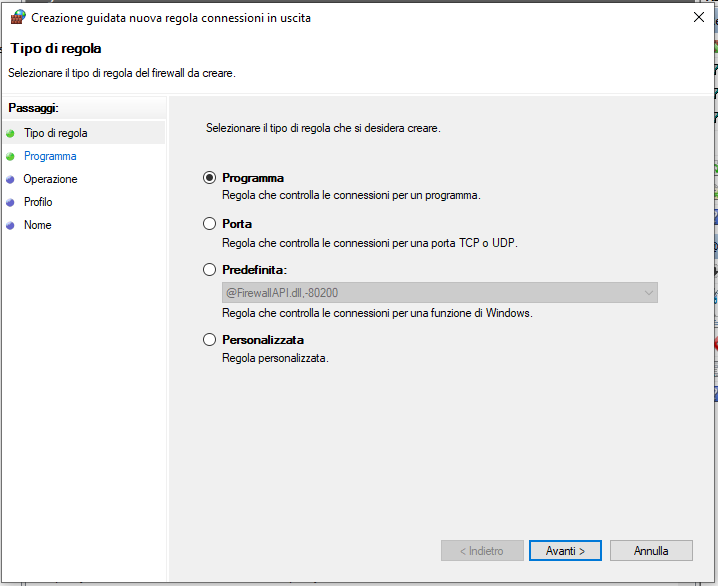 Creazione guidata nuova regola connessioni in uscita
Tipo di regola
Selezionare il tipo di regola del firewall da creare.
Passaggi:
Tipo di regola
Programma
Operazione
Profilo
Nome
Selezionare il tipo di regola che si desidera creare.
Programma
Regola che controlla le connessioni per un programma.
Porta
Regola che controlla le connessioni per una porta TCP o UDP.
Predefinita:
@FirewallAPI.dll,-80200
Regola che controlla le connessioni per una funzione di Windows.
Personalizzata
Regola personalizzata.
< Indietro
Avanti >
Annulla